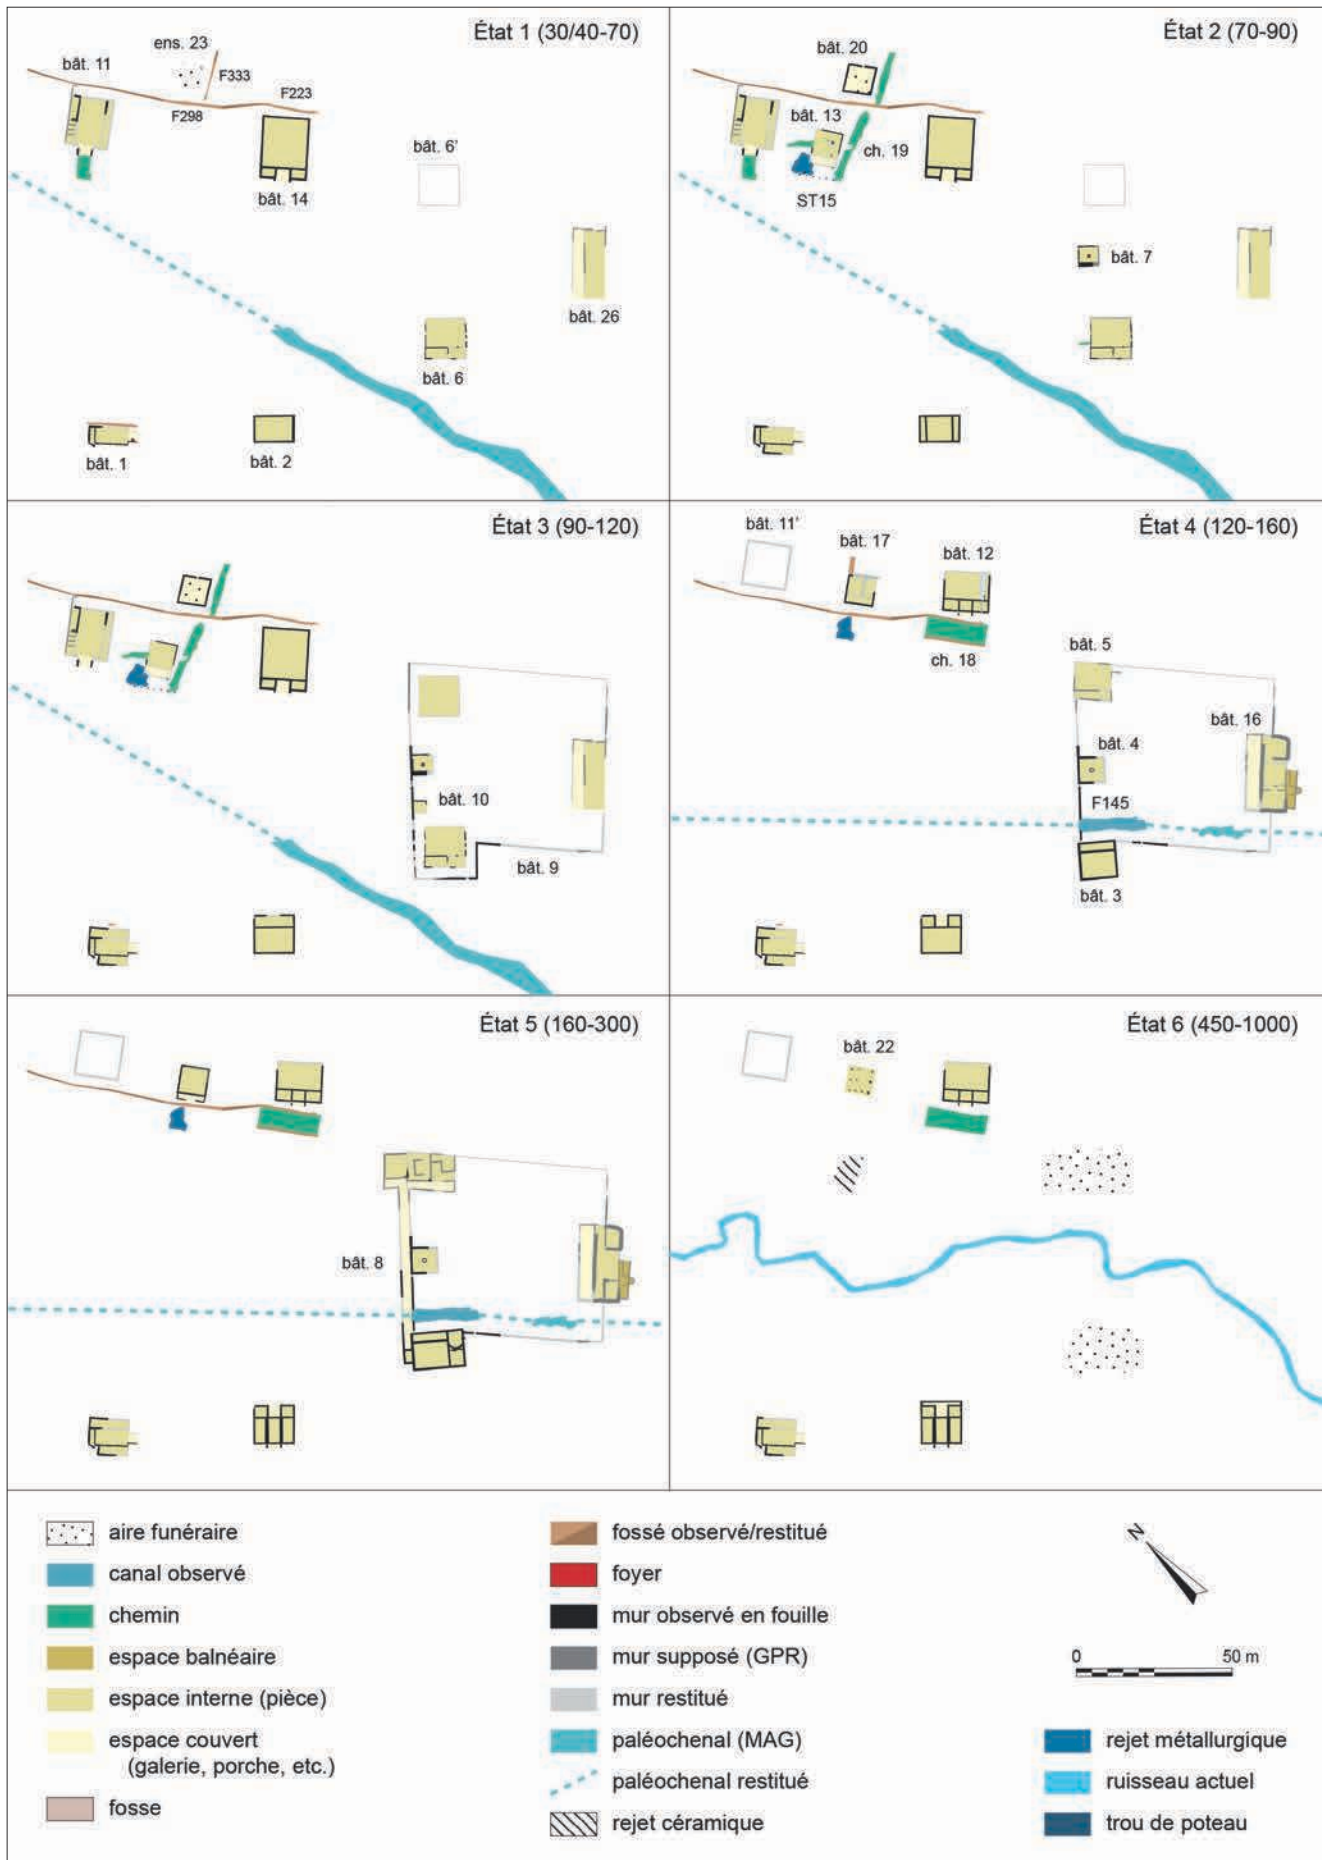 État 1 (30/40-70)
ens. 23
bât. 11
F333
F223
F298
bât. 6'
bât. 14
bât. 26
bât. 6
bât. 1
bât. 2
État 2 (70-90)
bât. 20
bât. 13
ch. 19
ST15
bât. 7
État 3 (90-120)
bât. 10
bât. 9
État 4 (120-160)
bât. 11'
bât. 17
bât. 12
ch. 18
bât. 5
bât. 16
bât. 4
F145
bât. 3
État 5 (160-300)
bât. 8
État 6 (450-1000)
bât. 22
aire funéraire
canal observé
chemin
espace balnéaire
espace interne (pièce)
espace couvert
(galerie, porche, etc.)
fosse
fossé observé/restitué
foyer
mur observé en fouille
mur supposé (GPR)
mur restitué
paléochenal (MAG)
paléochenal restitué
rejet céramique
N
0 50 m
rejet métallurgique
ruisseau actuel
trou de poteau